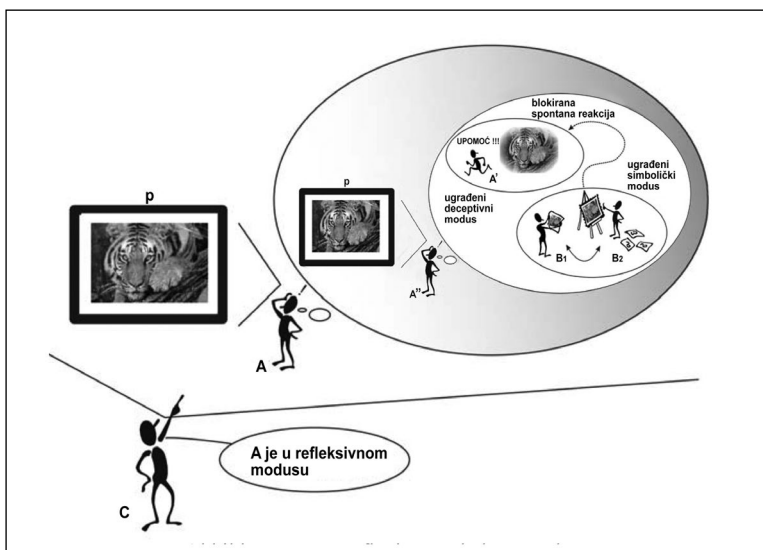 blokirana
spontana reakcija
UPOMOĆ !!!
A'
ugrađeni
simbolički
modus
ugrađeni
deceptivni
modus
B1
B2
p
p
A"
A
A je u refleksivnom
modusu
C